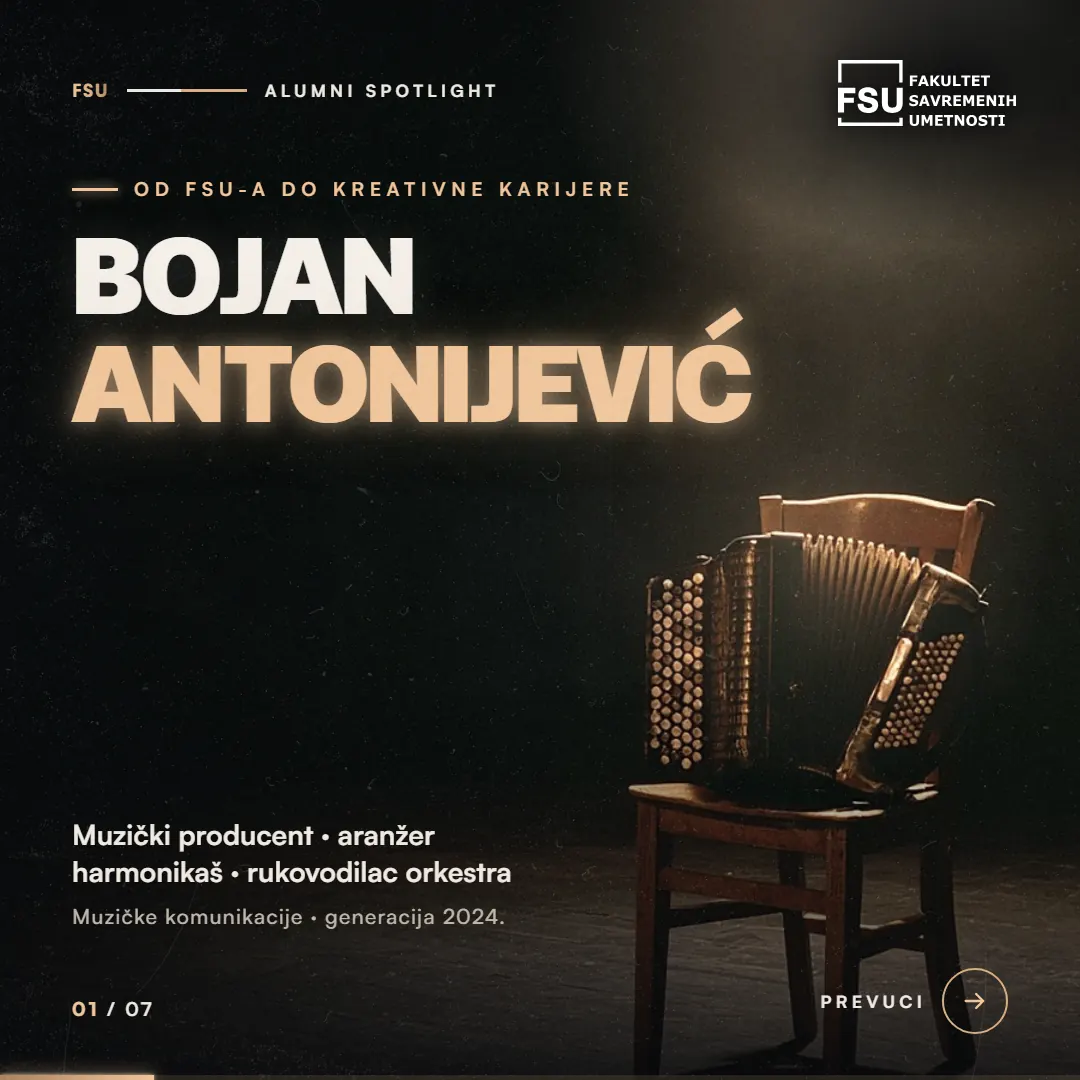 FSU ALUMNI SPOTLIGHT
FSU
FAKULTET
SAVREMENIH
UMETNOSTI
OD FSU-A DO KREATIVNE KARIJERE
BOJAN
ANTONIJEVIĆ
Muzički producent · aranžer
harmonikaš · rukovodilac orkestra
Muzičke komunikacije · generacija 2024.
01 / 07
PREVUCI →